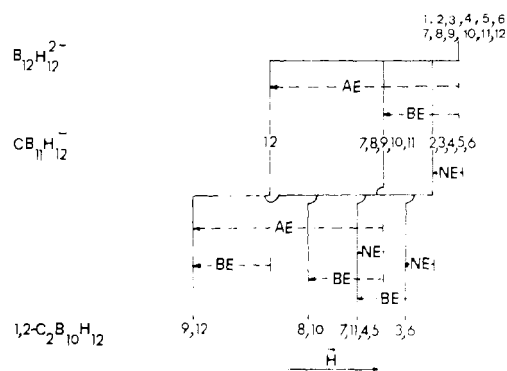 1. 2,3 ,4, 5, 6
7, 8, 9, 10, 11, 12
B₁₂H₁₂²⁻
AE
BE
CB₁₁H₁₂⁻
12 7,8,9,10,11 2,3,4,5,6
NE
AE
NE
BE NE
BE
BE
1,2-C₂B₁₀H₁₂ 9,12 8,10 7,11,4,5 3,6
H